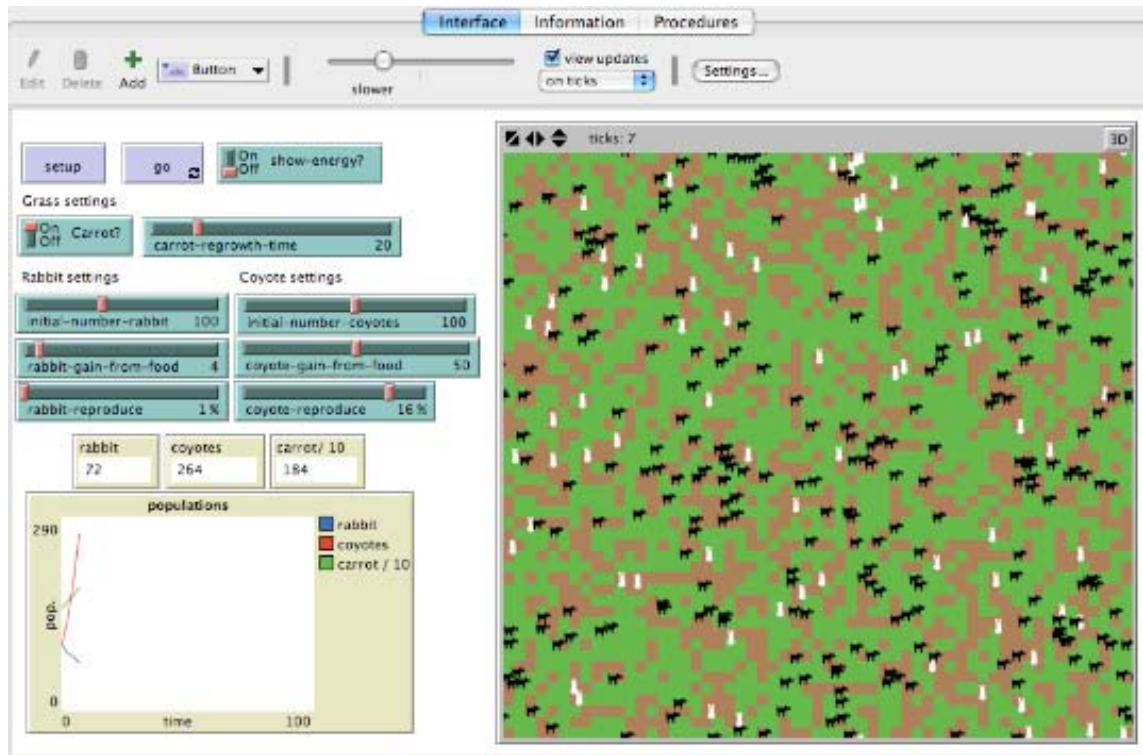 Interface Information Procedures
Edit Delete Add Button slower view updates on ticks Settings...
ticks: 7 3D
setup go On Off show-energy?
Grass settings
On Off Carrot? carrot-regrowth-time 20
Rabbit settings Coyote settings
initial-number-rabbit 100 initial-number-coyotes 100
rabbit-gain-from-food 4 coyote-gain-from-food 50
rabbit-reproduce 1% coyote-reproduce 16%
rabbit coyotes carrot/ 10
72 264 184
populations
290
pop.
0
0 time 100
rabbit
coyotes
carrot / 10